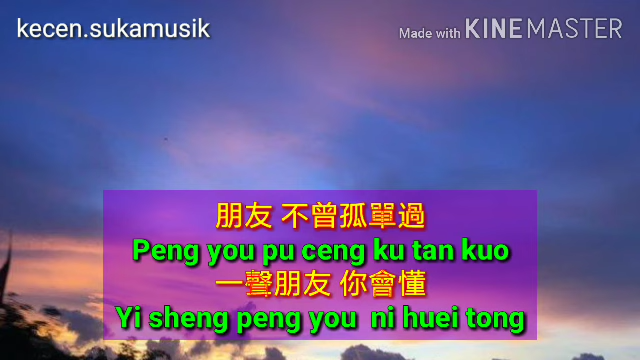 kecen.sukamusik
Made with KINEMASTER
朋友 不曾孤單過
Peng you pu ceng ku tan kuo
一聲朋友 你會懂
Yi sheng peng you ni huei tong